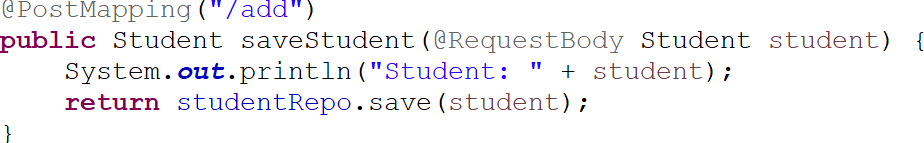 @PostMapping("/add")
public Student saveStudent(@RequestBody Student student) {
    System.out.println("Student: " + student);
    return studentRepo.save(student);
}